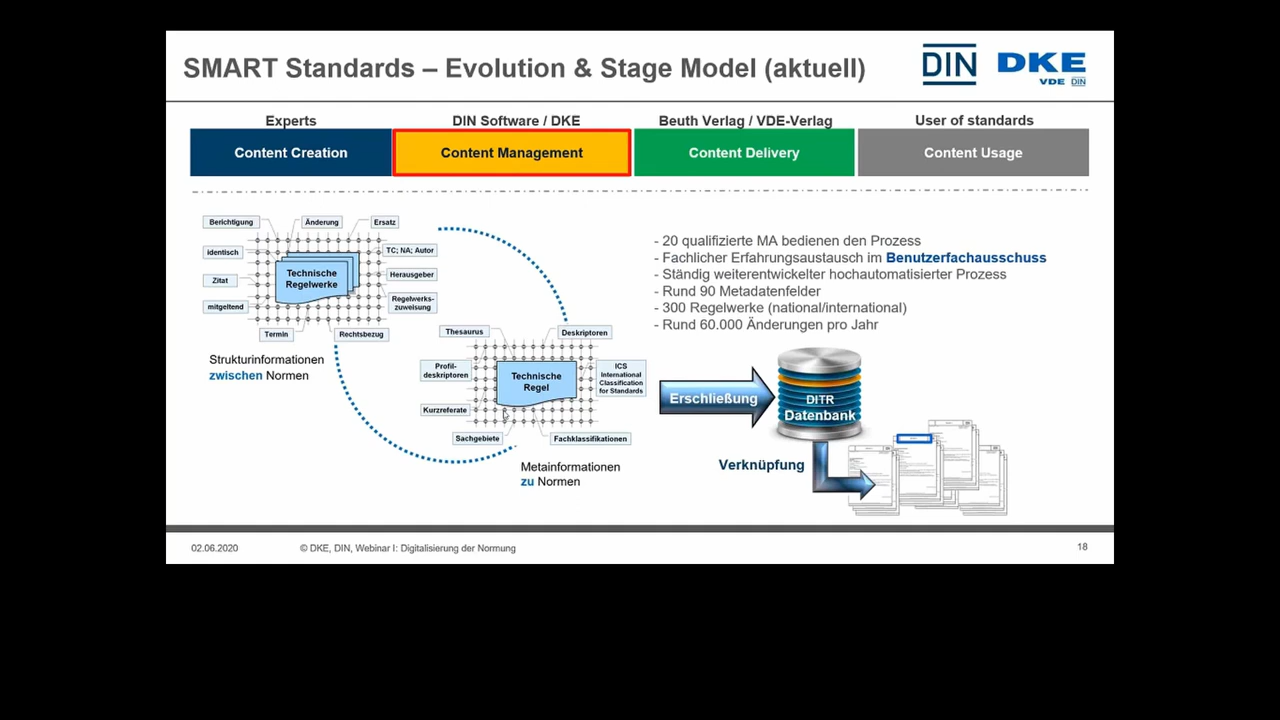 SMART Standards – Evolution & Stage Model (aktuell)
DIN
DKE
VDE DIN
Experts
DIN Software / DKE
Beuth Verlag / VDE-Verlag
User of standards
Content Creation
Content Management
Content Delivery
Content Usage
Berichtigung
Änderung
Ersatz
identisch
TC; NA; Autor
Zitat
Technische
Regelwerke
Herausgeber
mitgeltend
Regelwerks-
zuweisung
Termin
Rechtsbezug
Strukturinformationen
zwischen Normen
Thesaurus
Deskriptoren
Profil-
deskriptoren
Technische
Regel
ICS
International
Classification
for Standards
Kurzreferate
Sachgebiete
Fachklassifikationen
Metainformationen
zu Normen
- 20 qualifizierte MA bedienen den Prozess
- Fachlicher Erfahrungsaustausch im Benutzerfachausschuss
- Ständig weiterentwickelter hochautomatisierter Prozess
- Rund 90 Metadatenfelder
- 300 Regelwerke (national/international)
- Rund 60.000 Änderungen pro Jahr
Erschließung
DITR
Datenbank
Verknüpfung
02.06.2020
© DKE, DIN, Webinar I: Digitalisierung der Normung
18